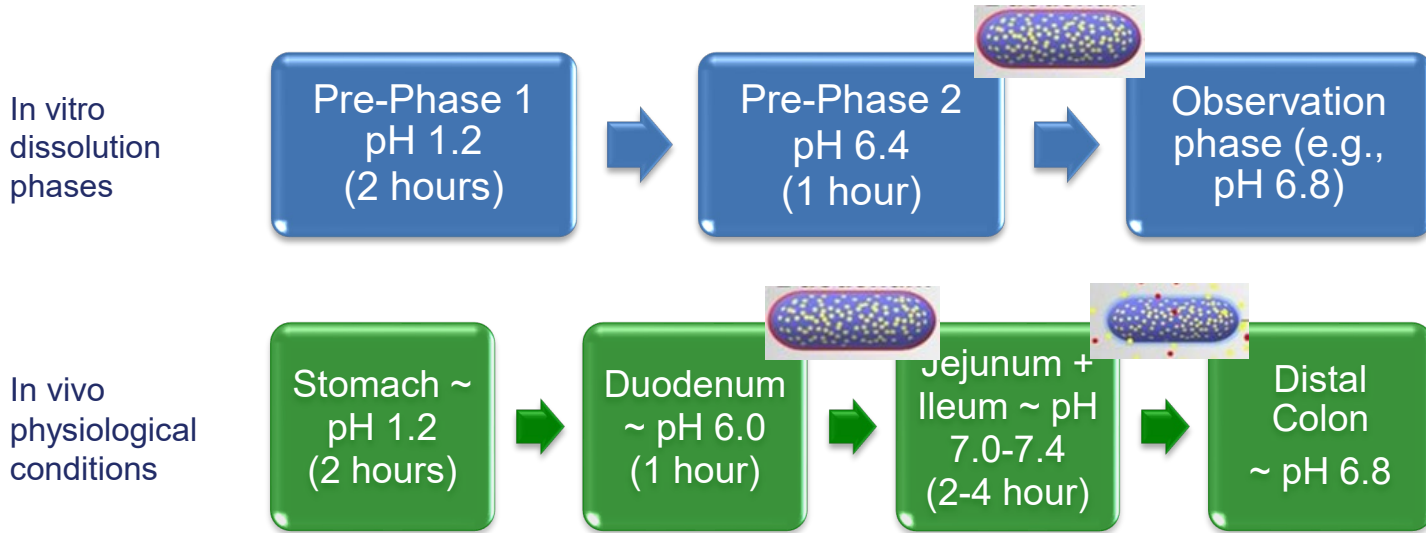 In vitro
dissolution
phases
Pre-Phase 1
pH 1.2
(2 hours)
Pre-Phase 2
pH 6.4
(1 hour)
Observation
phase (e.g.,
pH 6.8)
In vivo
physiological
conditions
Stomach ~
pH 1.2
(2 hours)
Duodenum
~ pH 6.0
(1 hour)
Jejunum +
Ileum ~ pH
7.0-7.4
(2-4 hour)
Distal
Colon
~ pH 6.8